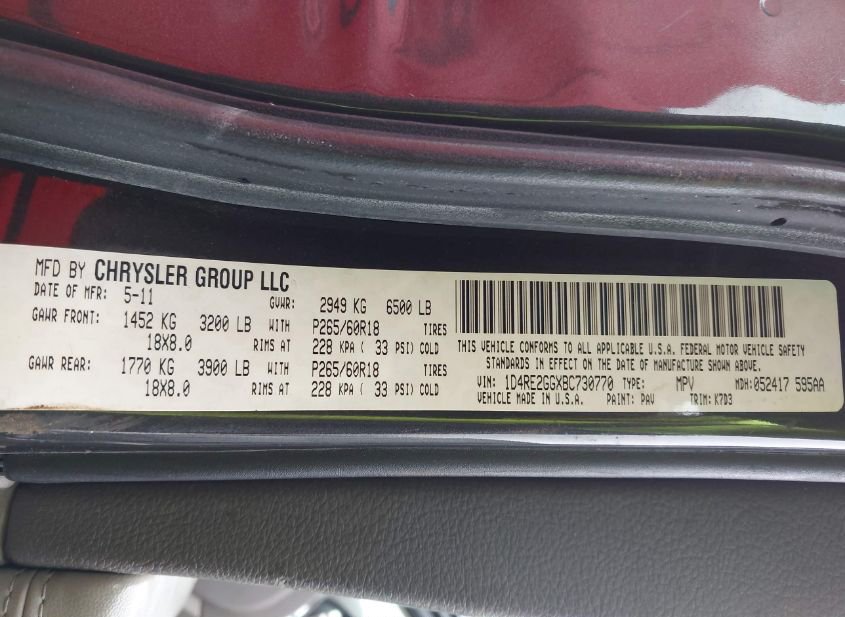 MFD BY CHRYSLER GROUP LLC
DATE OF MFR: 5-11 GVWR: 2949 KG 6500 LB
GAWR FRONT: 1452 KG 3200 LB WITH P265/60R18 TIRES
18X8.0 RIMS AT 228 KPA ( 33 PSI) COLD
GAWR REAR: 1770 KG 3900 LB WITH P265/60R18 TIRES
18X8.0 RIMS AT 228 KPA ( 33 PSI) COLD
THIS VEHICLE CONFORMS TO ALL APPLICABLE U.S.A. FEDERAL MOTOR VEHICLE SAFETY
STANDARDS IN EFFECT ON THE DATE OF MANUFACTURE SHOWN ABOVE.
VIN: 1D4RE2GGXBC730770 TYPE: MPV MDH:052417 595AA
VEHICLE MADE IN U.S.A. PAINT: PAV TRIM: K7D3